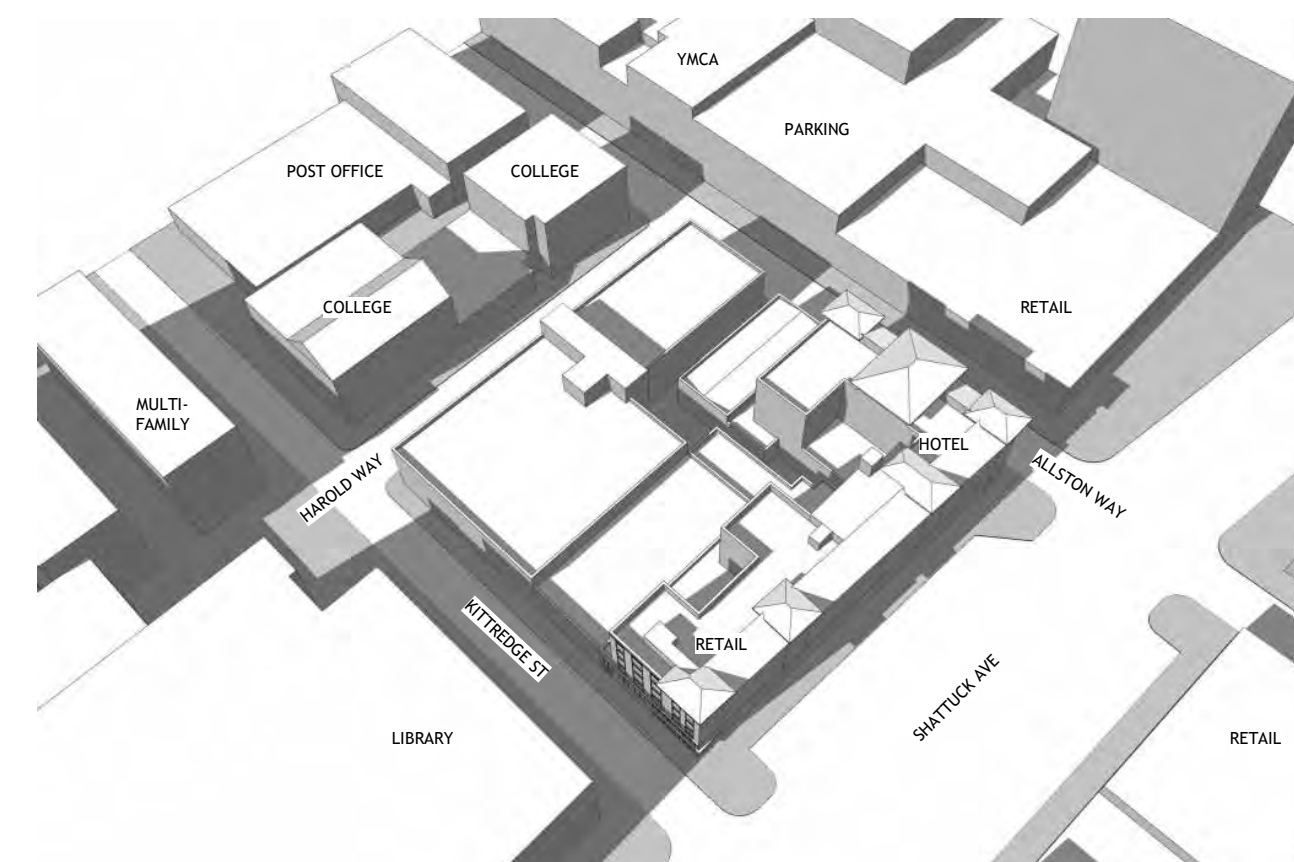 YMCA
PARKING
POST OFFICE
COLLEGE
COLLEGE
RETAIL
MULTI-
FAMILY
HOTEL
HAROLD WAY
ALLSTON WAY
KITTREDGE ST
RETAIL
SHATTUCK AVE
LIBRARY
RETAIL